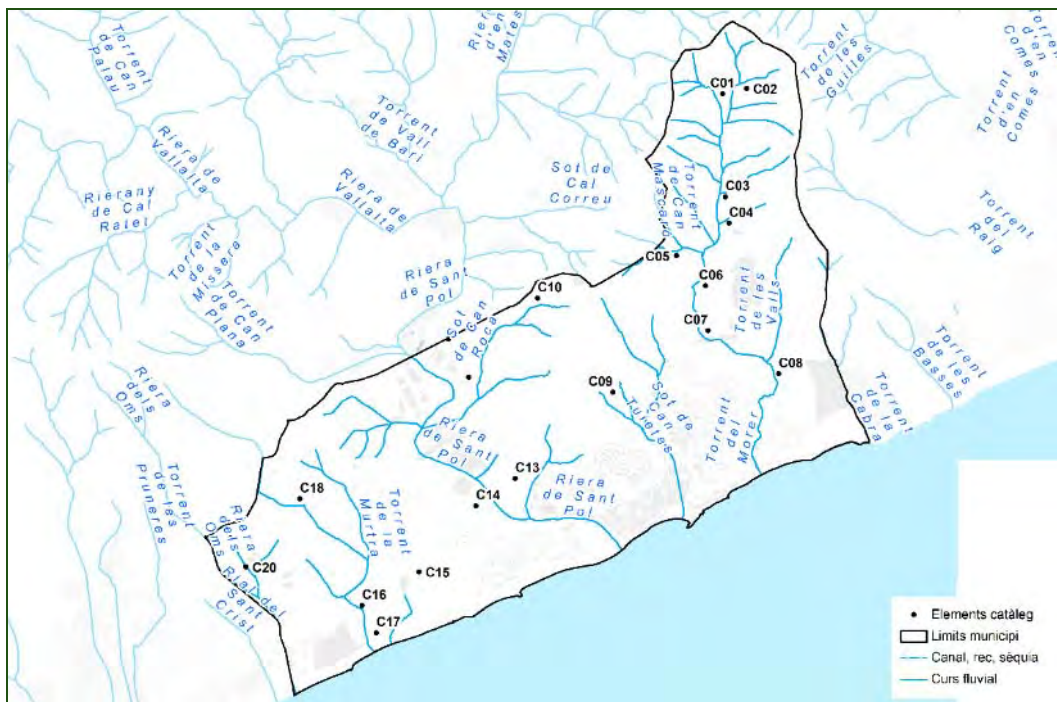 Torrent
de Can
Palau
Riera
d'en
Mates
Torrent
de les
Guilles
Torrent
d'en
Comes
Torrent
d'en
Comes
C01
C02
Torrent
de Vall
de Bari
Riera de
Vallalta
Rierany
de Cal
Ratet
Riera de
Vallalta
Sot de
Cal
Correu
Torrent
de Can
Mascaró
C03
C04
Torrent
del
Raig
Torrent
de la
Missera
Torrent
de Can
Plana
Riera
de Sant
Pol
C05
C06
C10
Sot
de Can
Roca
C07
Torrent
de les
Valls
C08
Torrent
de les
Basses
Torrent
de la
Cabra
Riera
dels
Oms
C09
Sot de
Can
Turetes
Torrent
del
Morer
Riera
de Sant
Pol
Torrent
de les
Pruneres
C18
C13
C14
Riera
de Sant
Pol
Torrent
de la
Murtra
Riera
dels
Oms
C20
Rial del
Sant
Crist
C15
C16
C17
Elements catàleg
Límits municipi
Canal, rec, séquia
Curs fluvial